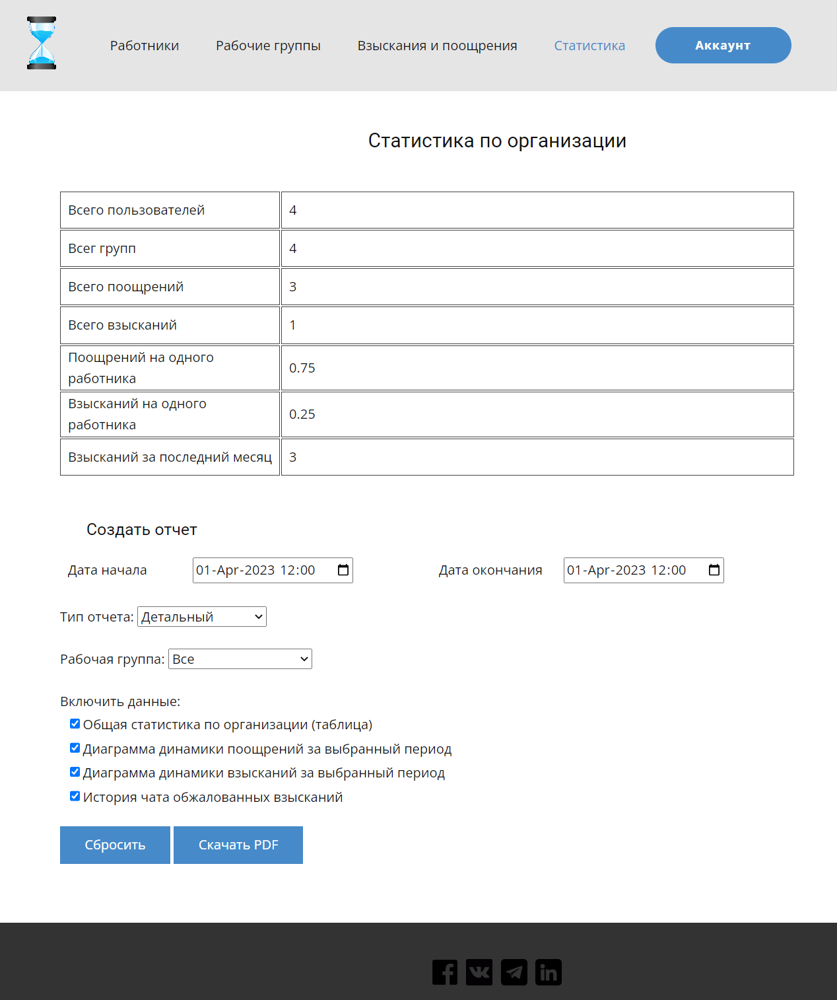 Работники Рабочие группы Взыскания и поощрения Статистика Аккаунт
Статистика по организации
Всего пользователей 4
Всег групп 4
Всего поощрений 3
Всего взысканий 1
Поощрений на одного
работника
0.75
Взысканий на одного
работника
0.25
Взысканий за последний месяц 3
Создать отчет
Дата начала 01-Apr-2023 12:00 Дата окончания 01-Apr-2023 12:00
Тип отчета: Детальный
Рабочая группа: Все
Включить данные:
Общая статистика по организации (таблица)
Диаграмма динамики поощрений за выбранный период
Диаграмма динамики взысканий за выбранный период
История чата обжалованных взысканий
Сбросить Скачать PDF